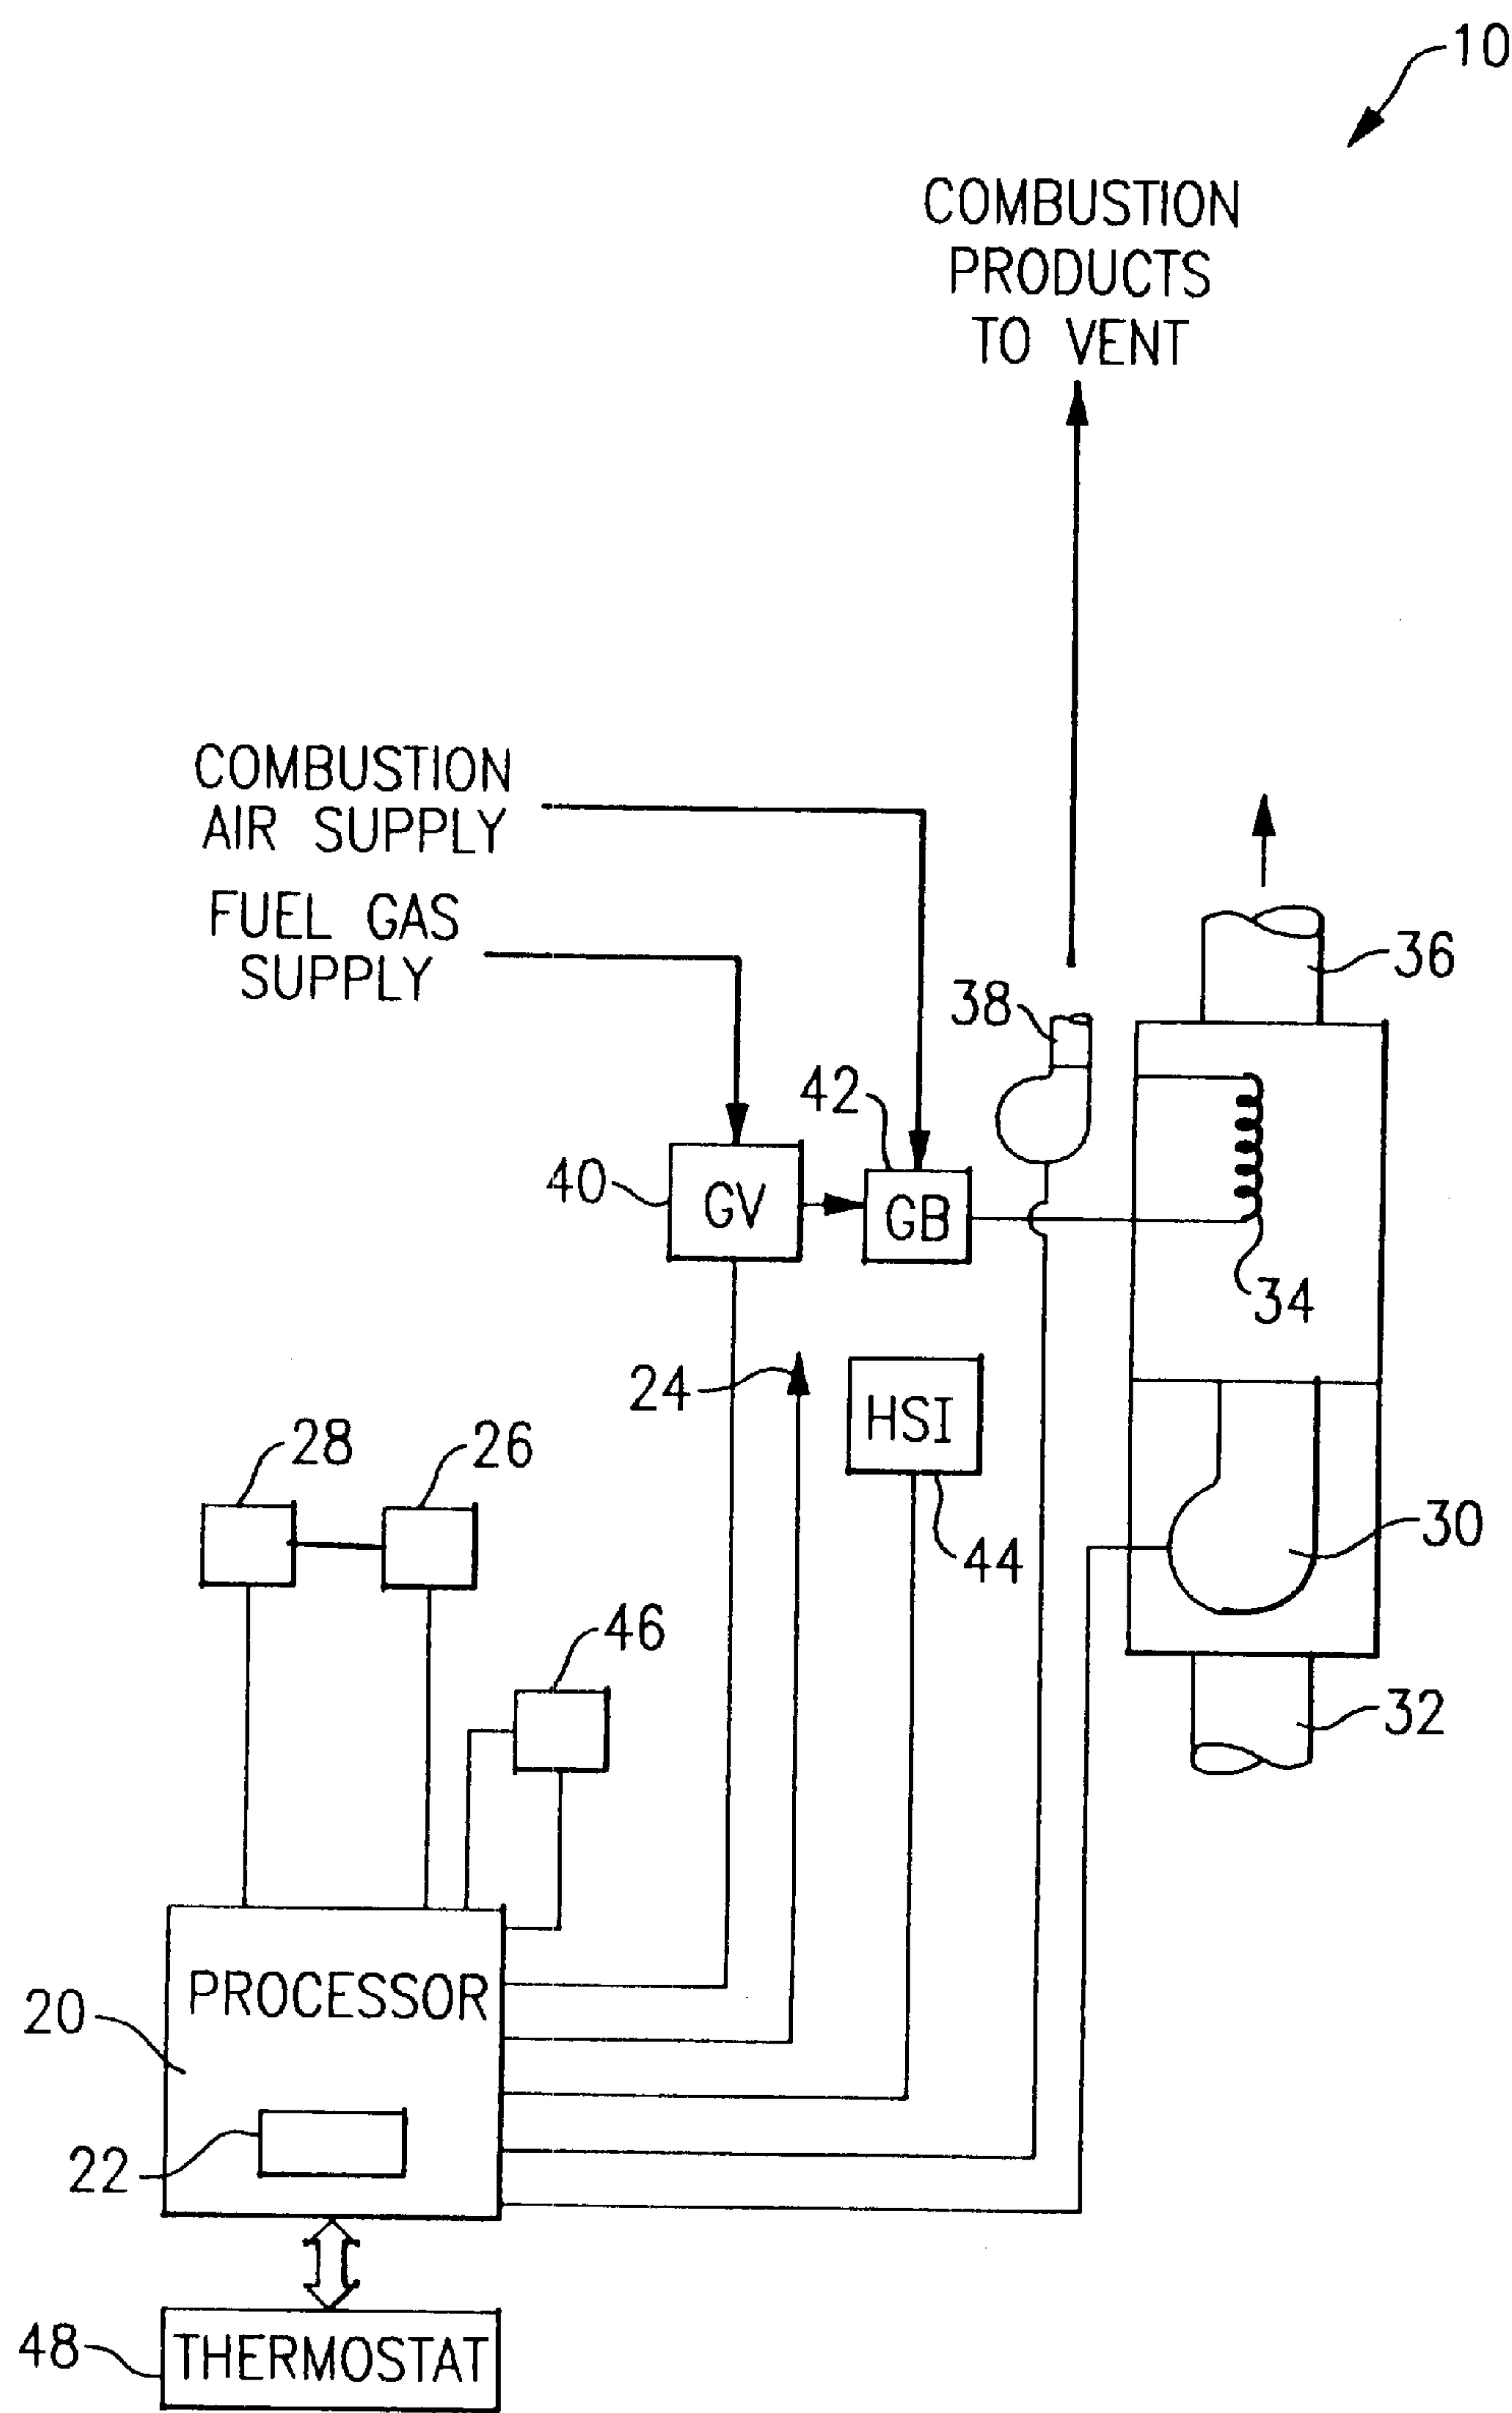 10
COMBUSTION
PRODUCTS
TO VENT
COMBUSTION
AIR SUPPLY
FUEL GAS
SUPPLY
36
38
42
40
GV
GB
34
24
HSI
28
26
30
44
46
32
PROCESSOR
20
22
48
THERMOSTAT